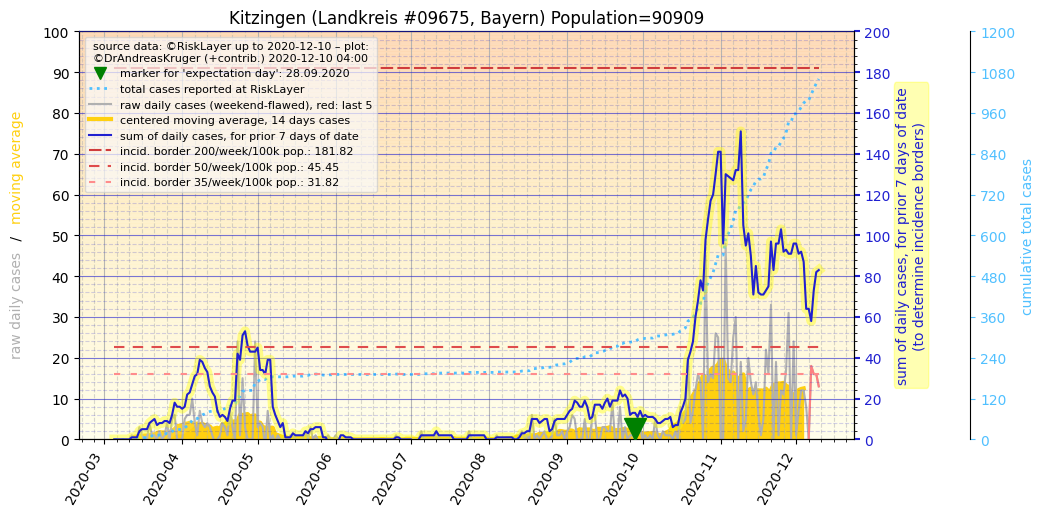 Kitzingen (Landkreis #09675, Bayern) Population=90909
source data: ©RiskLayer up to 2020-12-10 – plot:
©DrAndreasKruger (+contrib.) 2020-12-10 04:00
marker for 'expectation day': 28.09.2020
total cases reported at RiskLayer
raw daily cases (weekend-flawed), red: last 5
centered moving average, 14 days cases
sum of daily cases, for prior 7 days of date
incid. border 200/week/100k pop.: 181.82
incid. border 50/week/100k pop.: 45.45
incid. border 35/week/100k pop.: 31.82
raw daily cases / moving average
100
90
80
70
60
50
40
30
20
10
0
2020-03
2020-04
2020-05
2020-06
2020-07
2020-08
2020-09
2020-10
2020-11
2020-12
200
180
160
140
120
100
80
60
40
20
0
sum of daily cases, for prior 7 days of date
(to determine incidence borders)
1200
1080
960
840
720
600
480
360
240
120
0
cumulative total cases